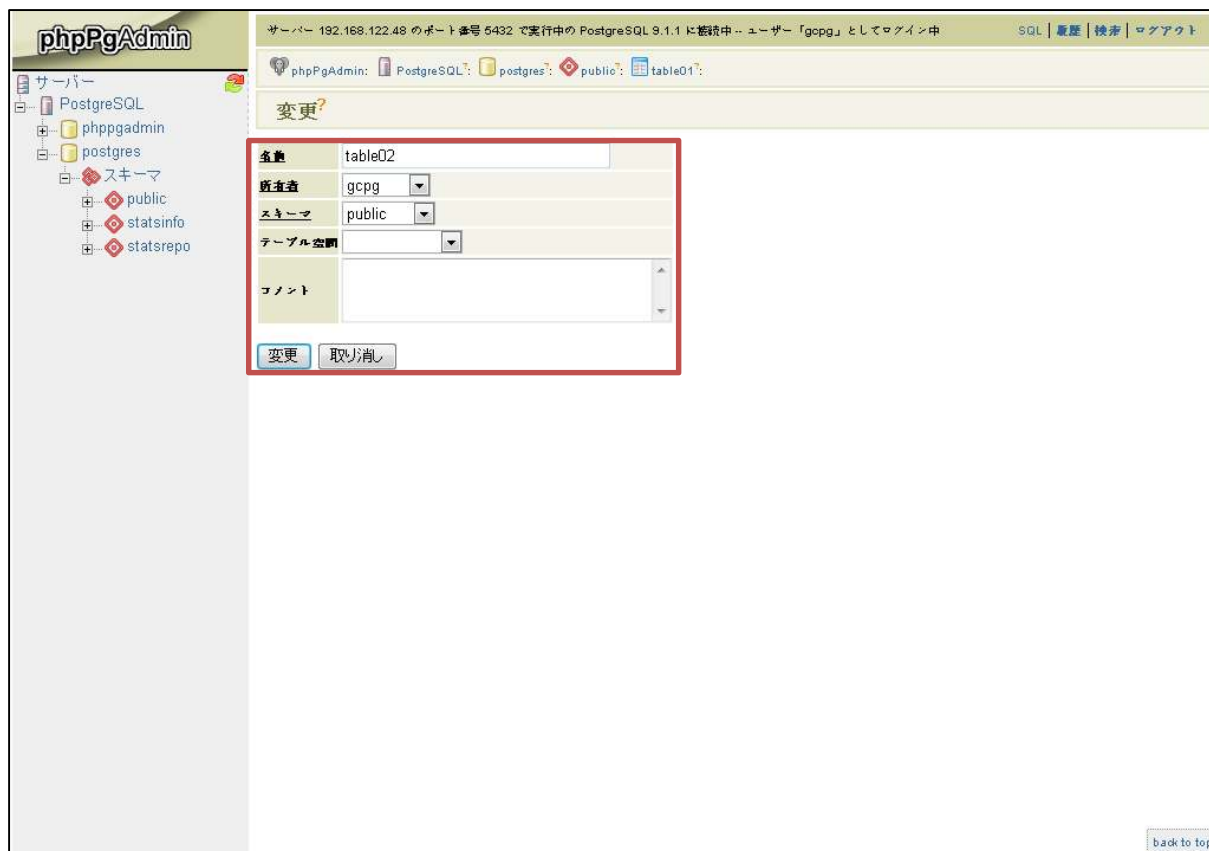 phpPgAdmin
サーバー 192.168.122.48 のポート番号 5432 で実行中の PostgreSQL 9.1.1 に接続中 -- ユーザー「gcpg」としてログイン中
SQL | 履歴 | 検索 | ログアウト
phpPgAdmin: PostgreSQL?: postgres?: public?: table01?:
変更?
サーバー
PostgreSQL
phppgadmin
postgres
スキーマ
public
statsinfo
statsrepo
名前 table02
所有者 gcpg
スキーマ public
テーブル空間
コメント
変更 取り消し
back to top